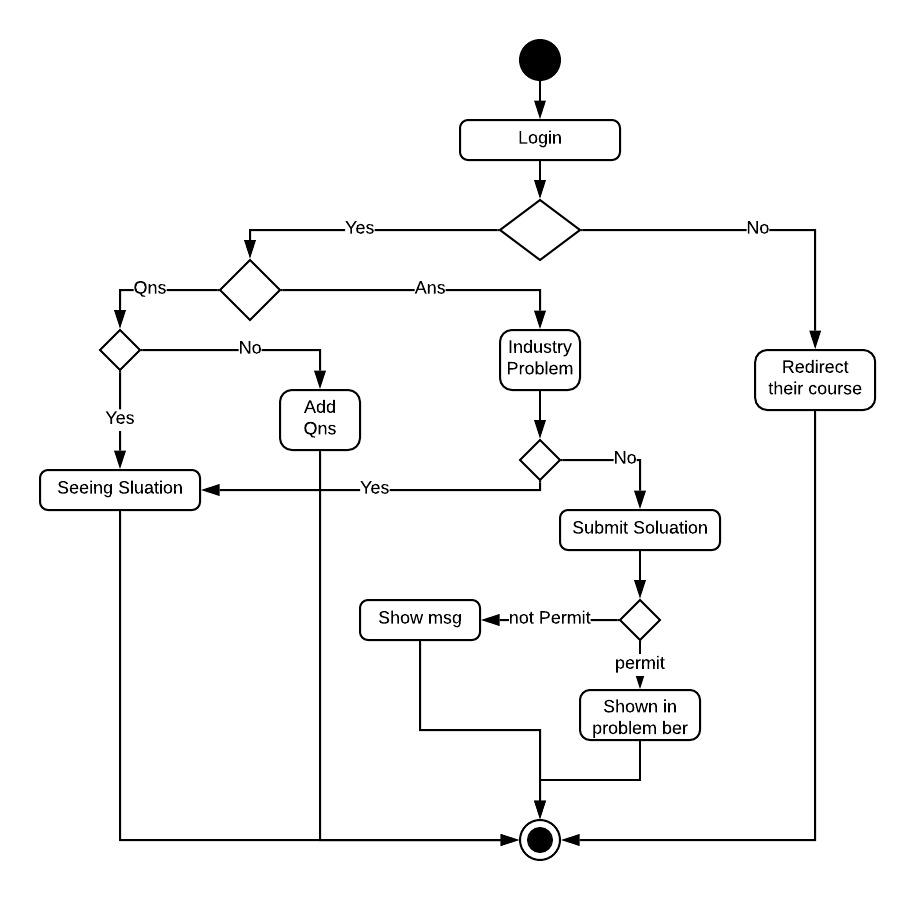 Login
Yes
No
Qns
Ans
No
Industry
Problem
Redirect
their course
Add
Qns
Yes
No
Seeing Sluation
Yes
Submit Soluation
Show msg
not Permit
permit
Shown in
problem ber